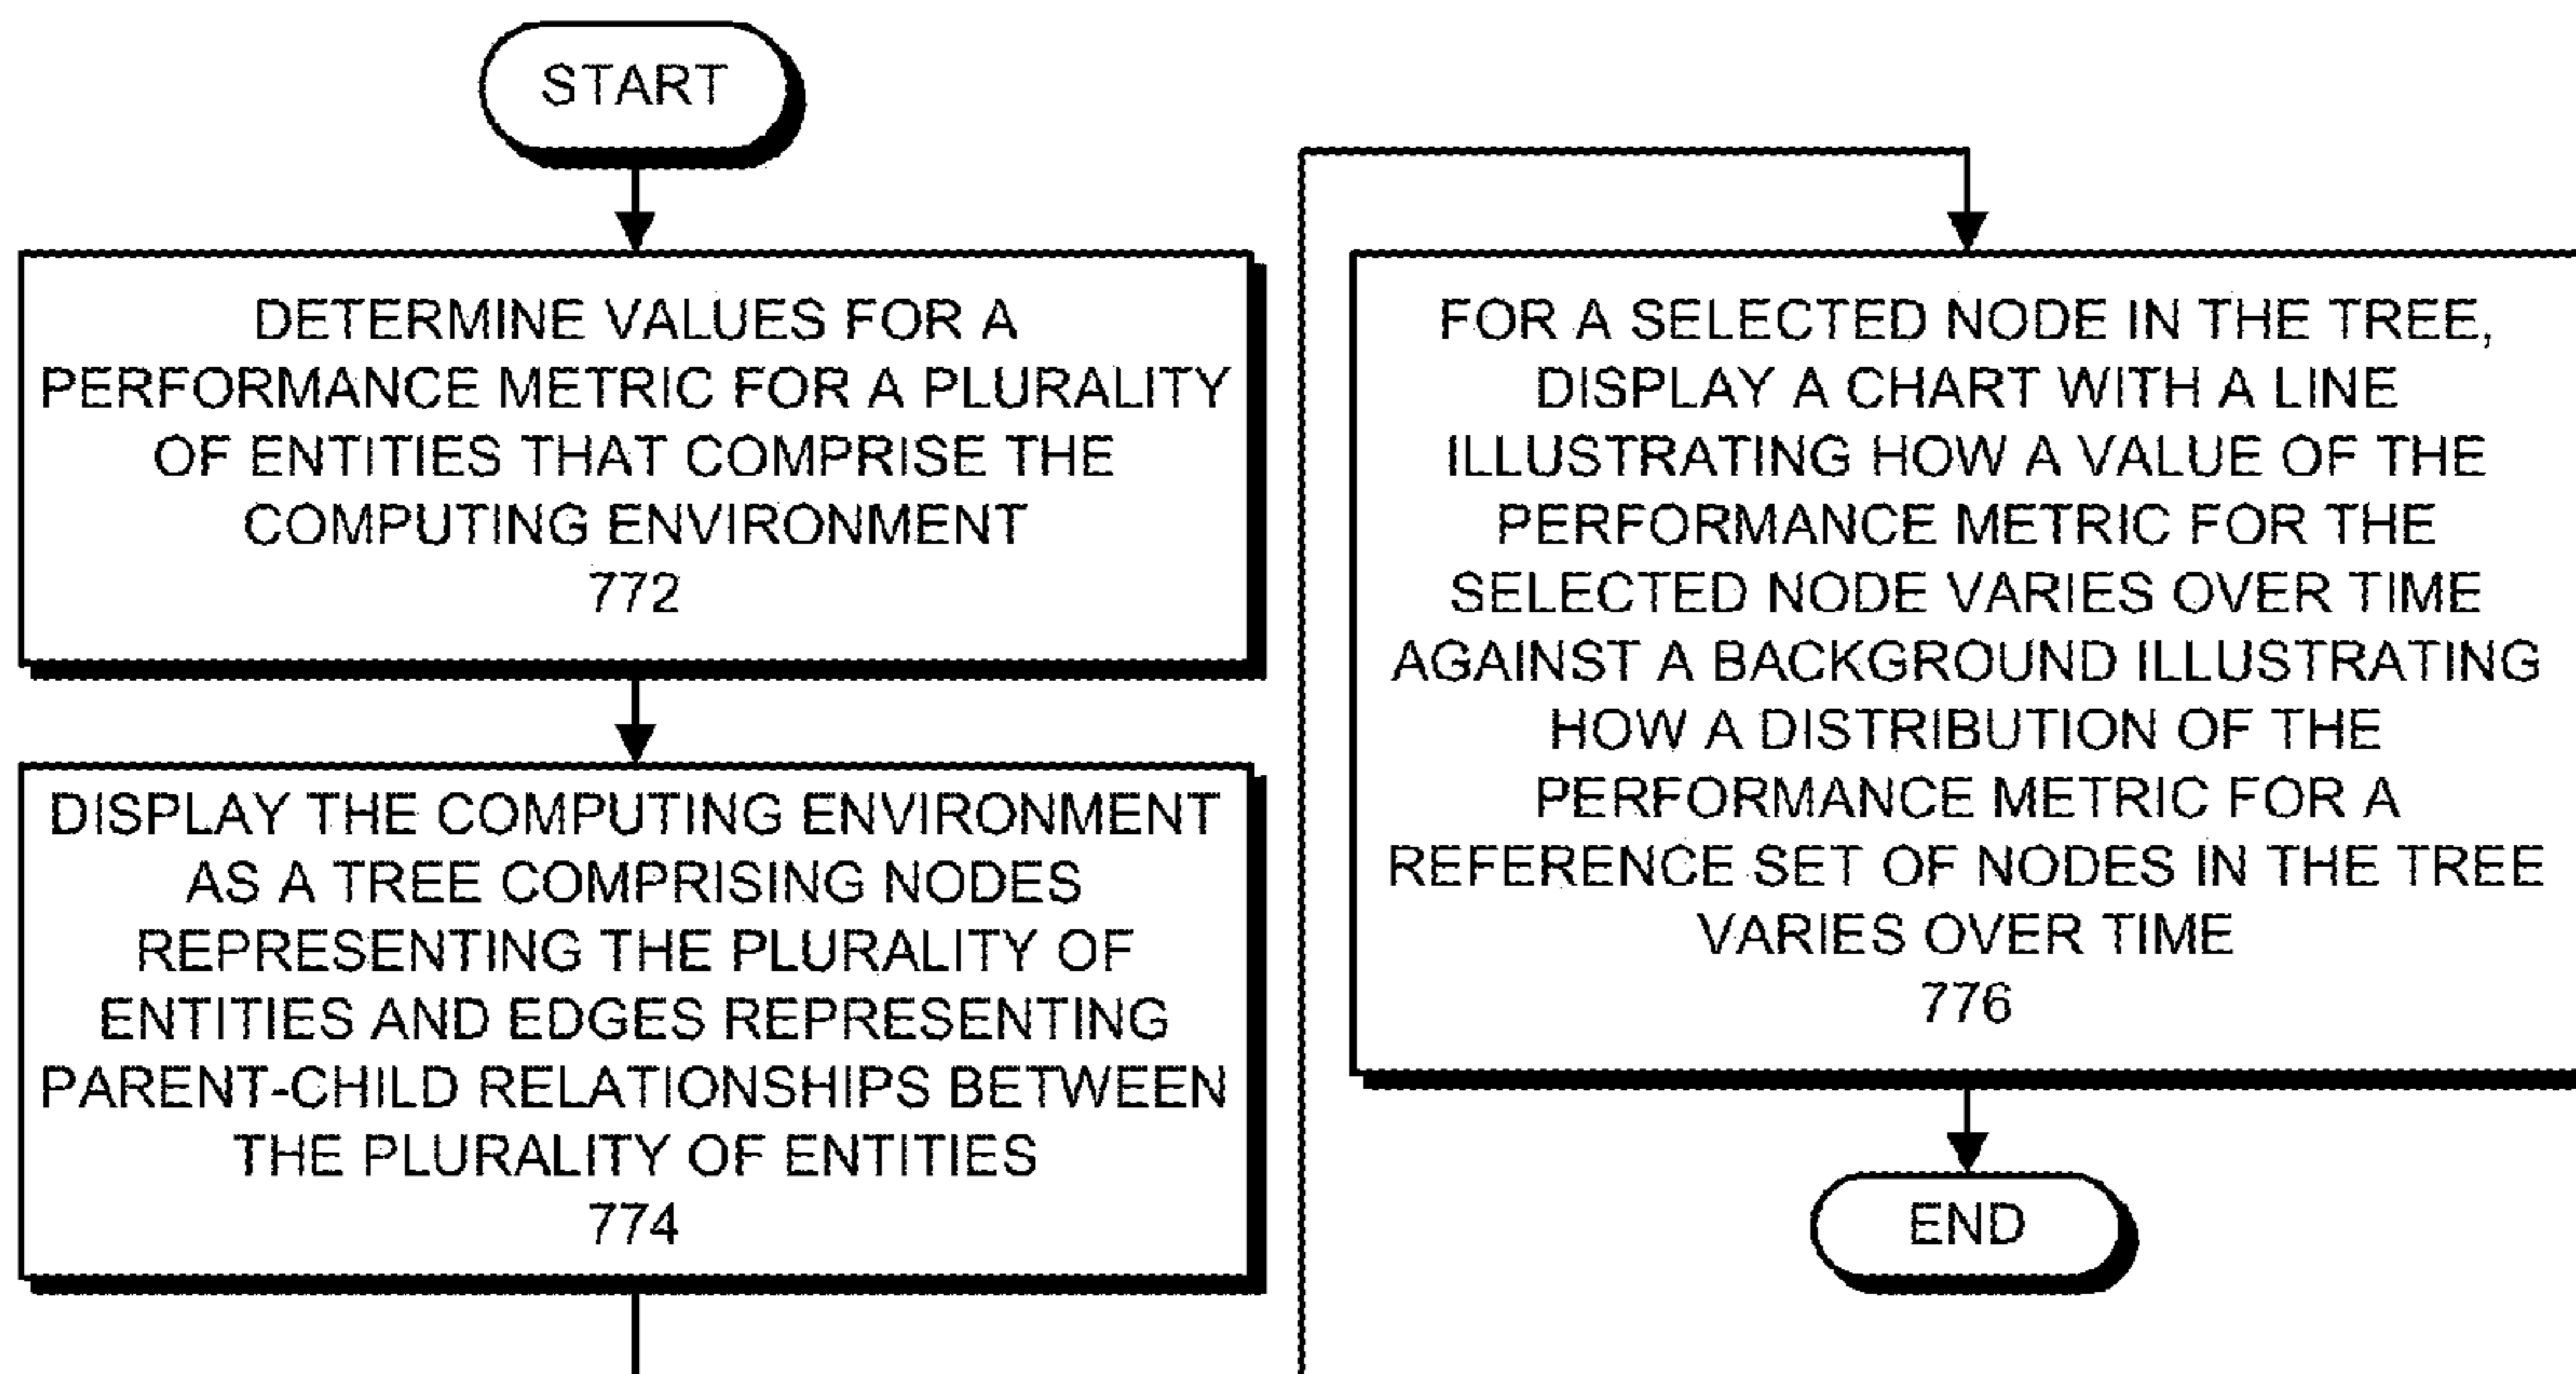 START
DETERMINE VALUES FOR A
PERFORMANCE METRIC FOR A PLURALITY
OF ENTITIES THAT COMPRISE THE
COMPUTING ENVIRONMENT
772
DISPLAY THE COMPUTING ENVIRONMENT
AS A TREE COMPRISING NODES
REPRESENTING THE PLURALITY OF
ENTITIES AND EDGES REPRESENTING
PARENT-CHILD RELATIONSHIPS BETWEEN
THE PLURALITY OF ENTITIES
774
FOR A SELECTED NODE IN THE TREE,
DISPLAY A CHART WITH A LINE
ILLUSTRATING HOW A VALUE OF THE
PERFORMANCE METRIC FOR THE
SELECTED NODE VARIES OVER TIME
AGAINST A BACKGROUND ILLUSTRATING
HOW A DISTRIBUTION OF THE
PERFORMANCE METRIC FOR A
REFERENCE SET OF NODES IN THE TREE
VARIES OVER TIME
776
END